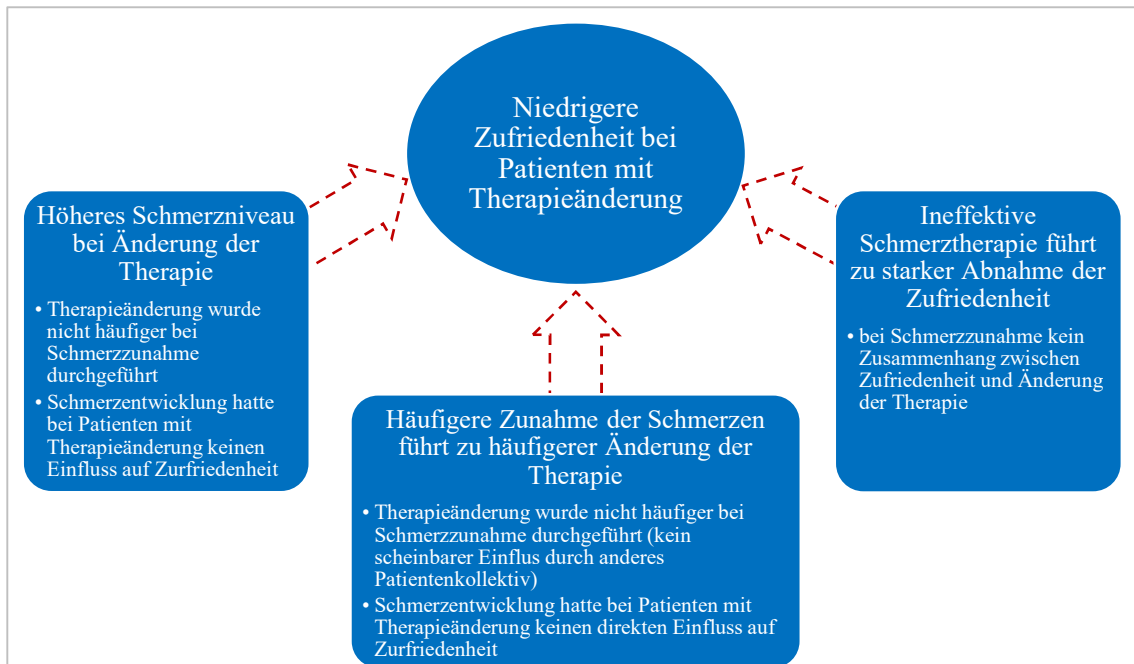 Niedrigere
Zufriedenheit bei
Patienten mit
Therapieänderung
Höheres Schmerzniveau
bei Änderung der
Therapie
• Therapieänderung wurde
nicht häufiger bei
Schmerzzunahme
durchgeführt
• Schmerzentwicklung hatte
bei Patienten mit
Therapieänderung keinen
Einfluss auf Zurfriedenheit
Häufigere Zunahme der Schmerzen
führt zu häufigerer Änderung der
Therapie
• Therapieänderung wurde nicht häufiger bei
Schmerzzunahme durchgeführt (kein
scheinbarer Einflus durch anderes
Patientenkollektiv)
• Schmerzentwicklung hatte bei Patienten mit
Therapieänderung keinen direkten Einfluss auf
Zurfriedenheit
Ineffektive
Schmerztherapie führt
zu starker Abnahme der
Zufriedenheit
• bei Schmerzzunahme kein
Zusammenhang zwischen
Zufriedenheit und Änderung
der Therapie